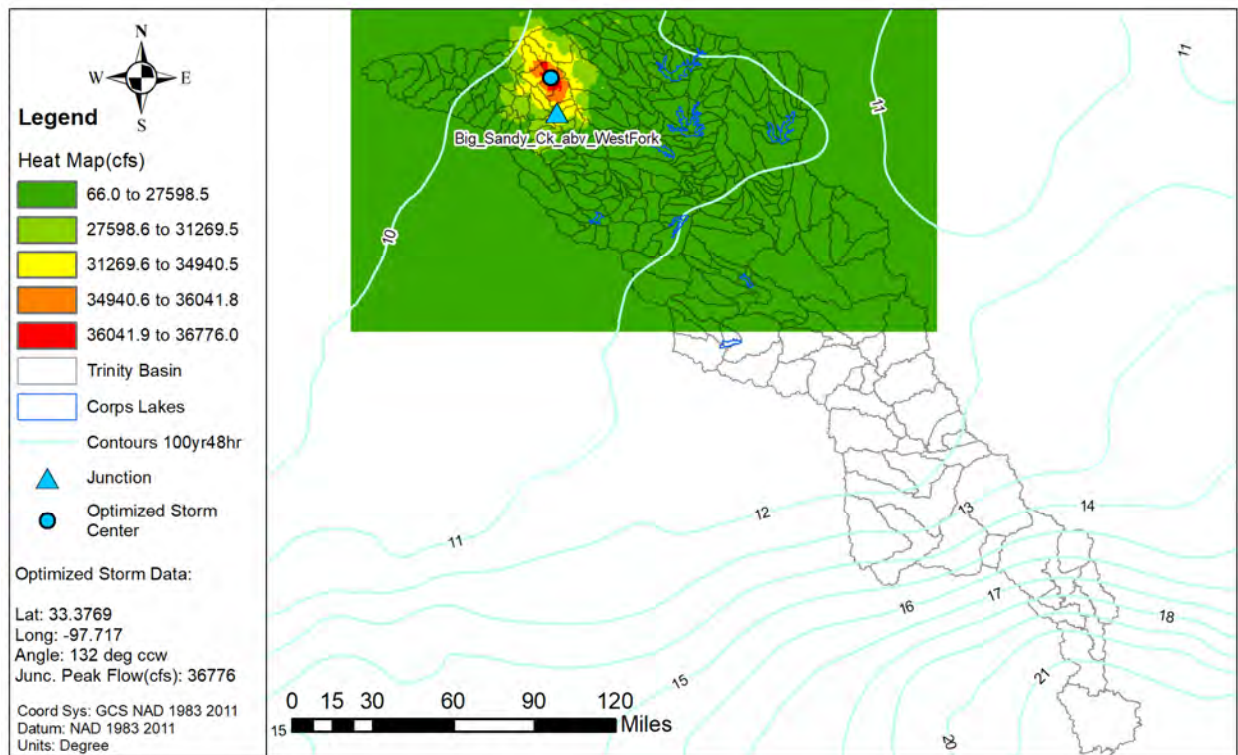 N
W
E
S
Legend
Heat Map(cfs)
66.0 to 27598.5
27598.6 to 31269.5
31269.6 to 34940.5
34940.6 to 36041.8
36041.9 to 36776.0
Trinity Basin
Corps Lakes
Contours 100yr48hr
Junction
Optimized Storm
Center
Optimized Storm Data:
Lat: 33.3769
Long: -97.717
Angle: 132 deg ccw
Junc. Peak Flow(cfs): 36776
Coord Sys: GCS NAD 1983 2011
Datum: NAD 1983 2011
Units: Degree
Big_Sandy_Ck_abv_WestFork
11
11
10
11
12
13
14
16
17
18
15
21
20
15
0 15 30 60 90 120
Miles